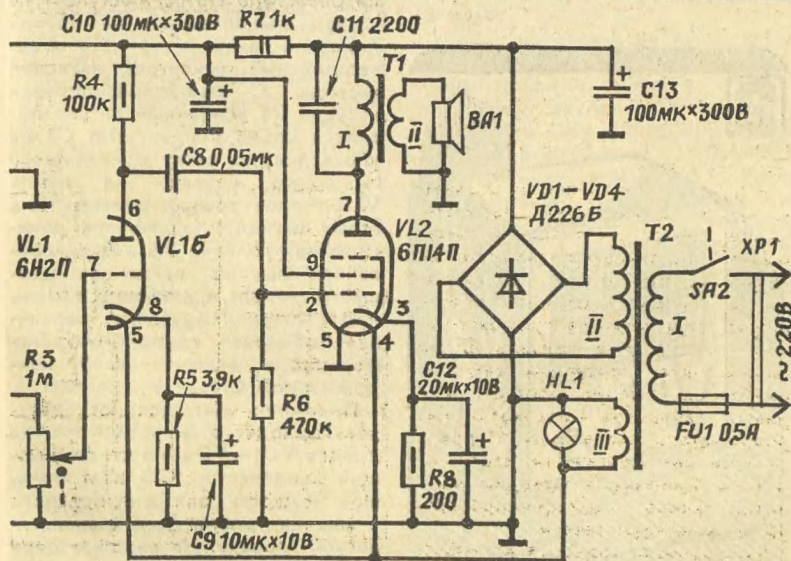 C10 100мк×300В
R7 1к
C11 2200
T1
R4
100к
+
C13
100мк×300В
+
I
II
BA1
C8 0,05мк
6
7
VD1–VD4
Д226Б
VL1
6Н2П
7
VL1б
VL2
6П14П
T2
XP1
9
2
3
8
5
5
4
SA2
II
I
~220В
R3
1м
R5 3,9к
R6
470к
C12
20мк×10В
HL1
FU1 0,5А
+
+
III
R8
200
C9 10мк×10В